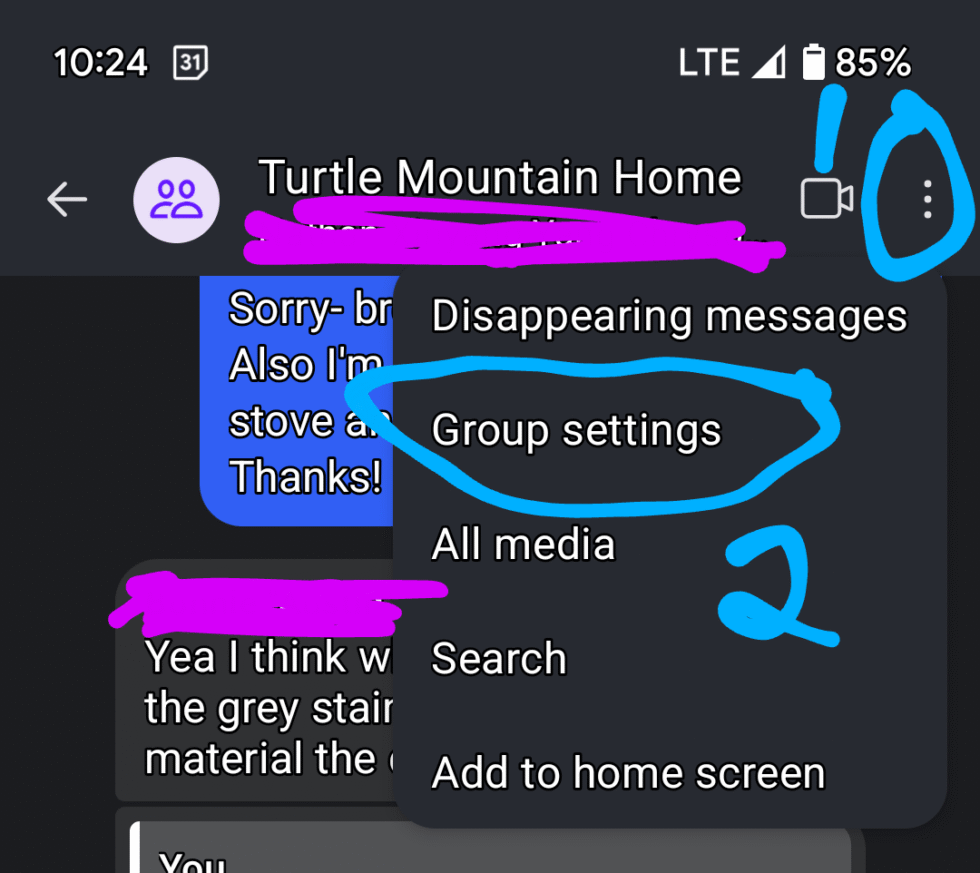 10:24 31 LTE 85%
1
Turtle Mountain Home
Sorry- br
Also I'm
stove an
Thanks!
Disappearing messages
Group settings
All media
2
Search
Add to home screen
Yea I think w
the grey stair
material the
You